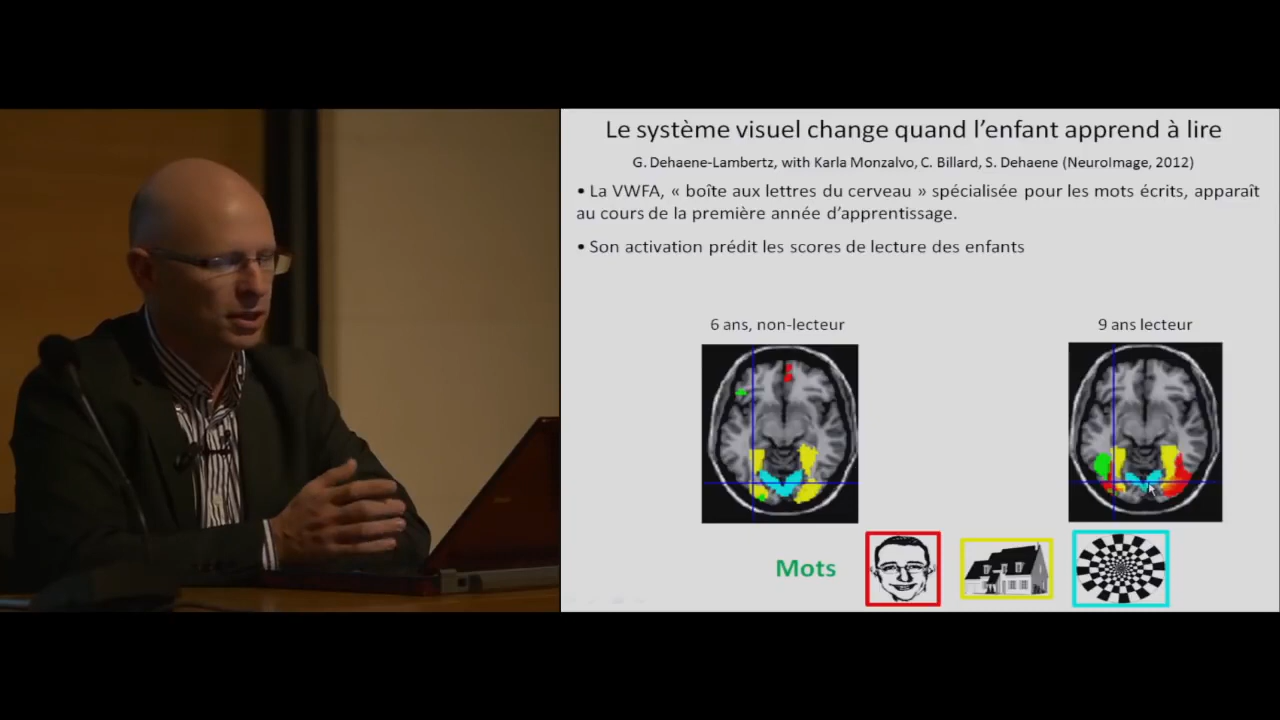 Le système visuel change quand l'enfant apprend à lire
G. Dehaene-Lambertz, with Karla Monzalvo, C. Billard, S. Dehaene (NeuroImage, 2012)
• La VWFA, « boîte aux lettres du cerveau » spécialisée pour les mots écrits, apparaît
au cours de la première année d'apprentissage.
• Son activation prédit les scores de lecture des enfants
6 ans, non-lecteur
9 ans lecteur
Mots